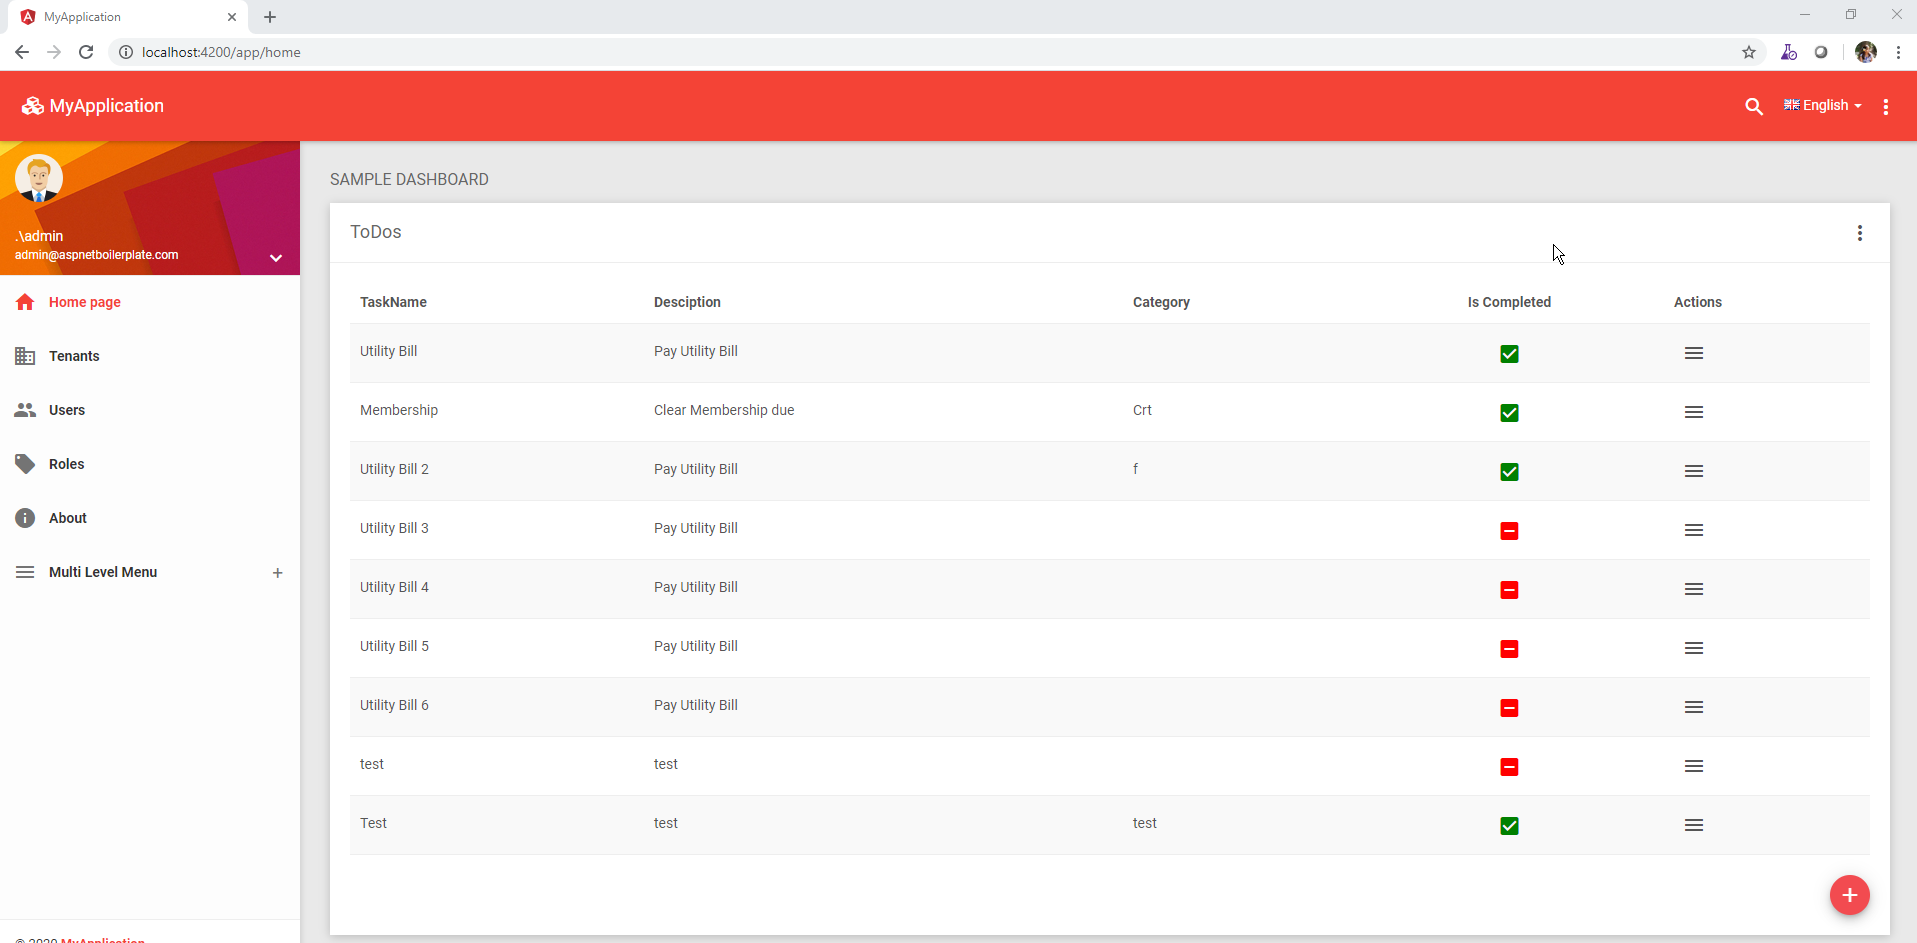 MyApplication
localhost:4200/app/home
MyApplication
English
.\admin
admin@aspnetboilerplate.com
Home page
Tenants
Users
Roles
About
Multi Level Menu
SAMPLE DASHBOARD
ToDos
TaskName Desciption Category Is Completed Actions
Utility Bill Pay Utility Bill
Membership Clear Membership due Crt
Utility Bill 2 Pay Utility Bill f
Utility Bill 3 Pay Utility Bill
Utility Bill 4 Pay Utility Bill
Utility Bill 5 Pay Utility Bill
Utility Bill 6 Pay Utility Bill
test test
Test test test
© 2020 MyApplication